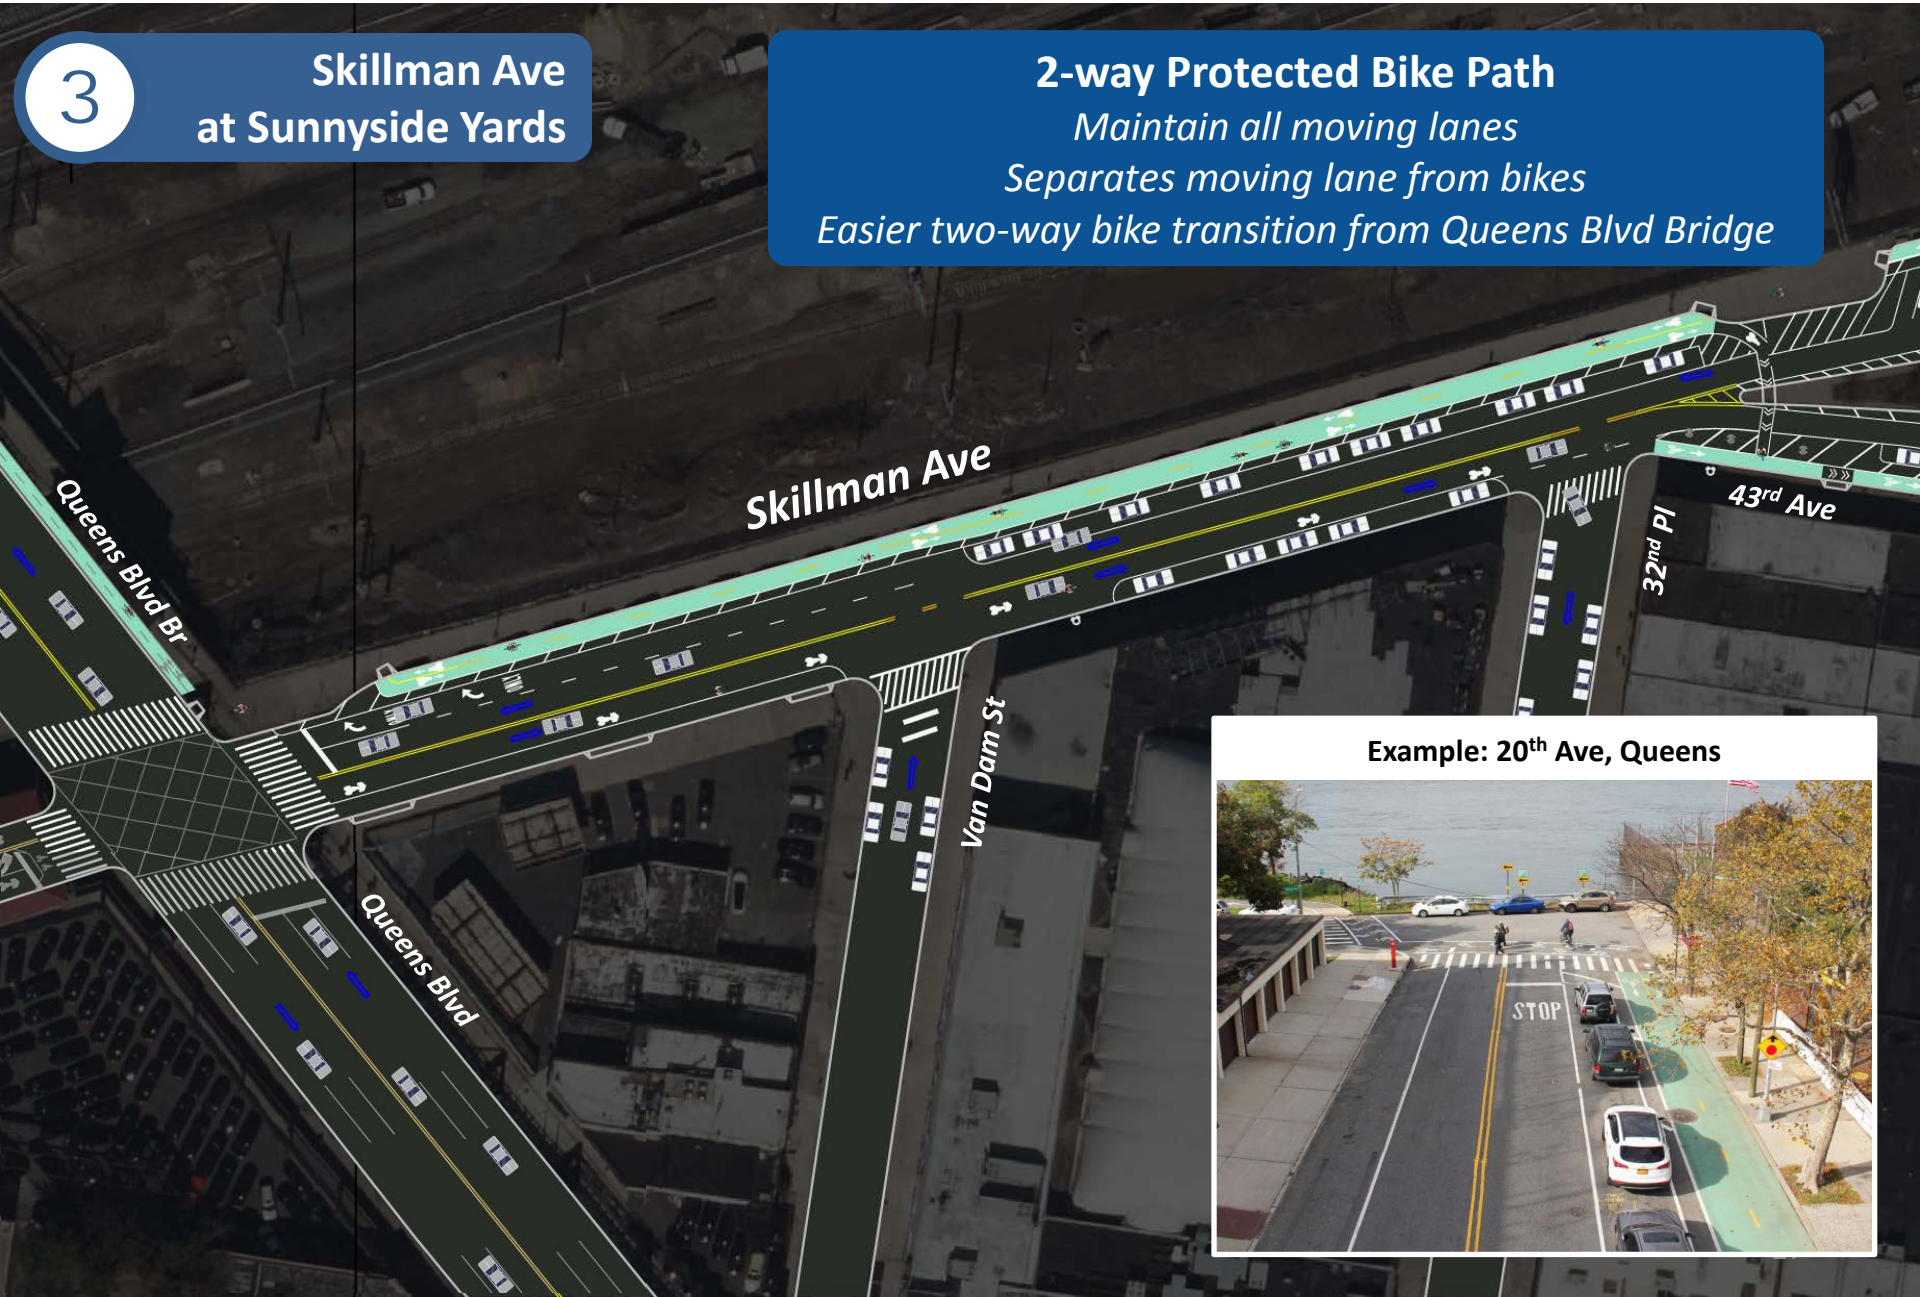 3
Skillman Ave
at Sunnyside Yards
2-way Protected Bike Path
Maintain all moving lanes
Separates moving lane from bikes
Easier two-way bike transition from Queens Blvd Bridge
Skillman Ave
Queens Blvd Br
43rd Ave
32nd Pl
Van Dam St
Queens Blvd
Example: 20th Ave, Queens
STOP